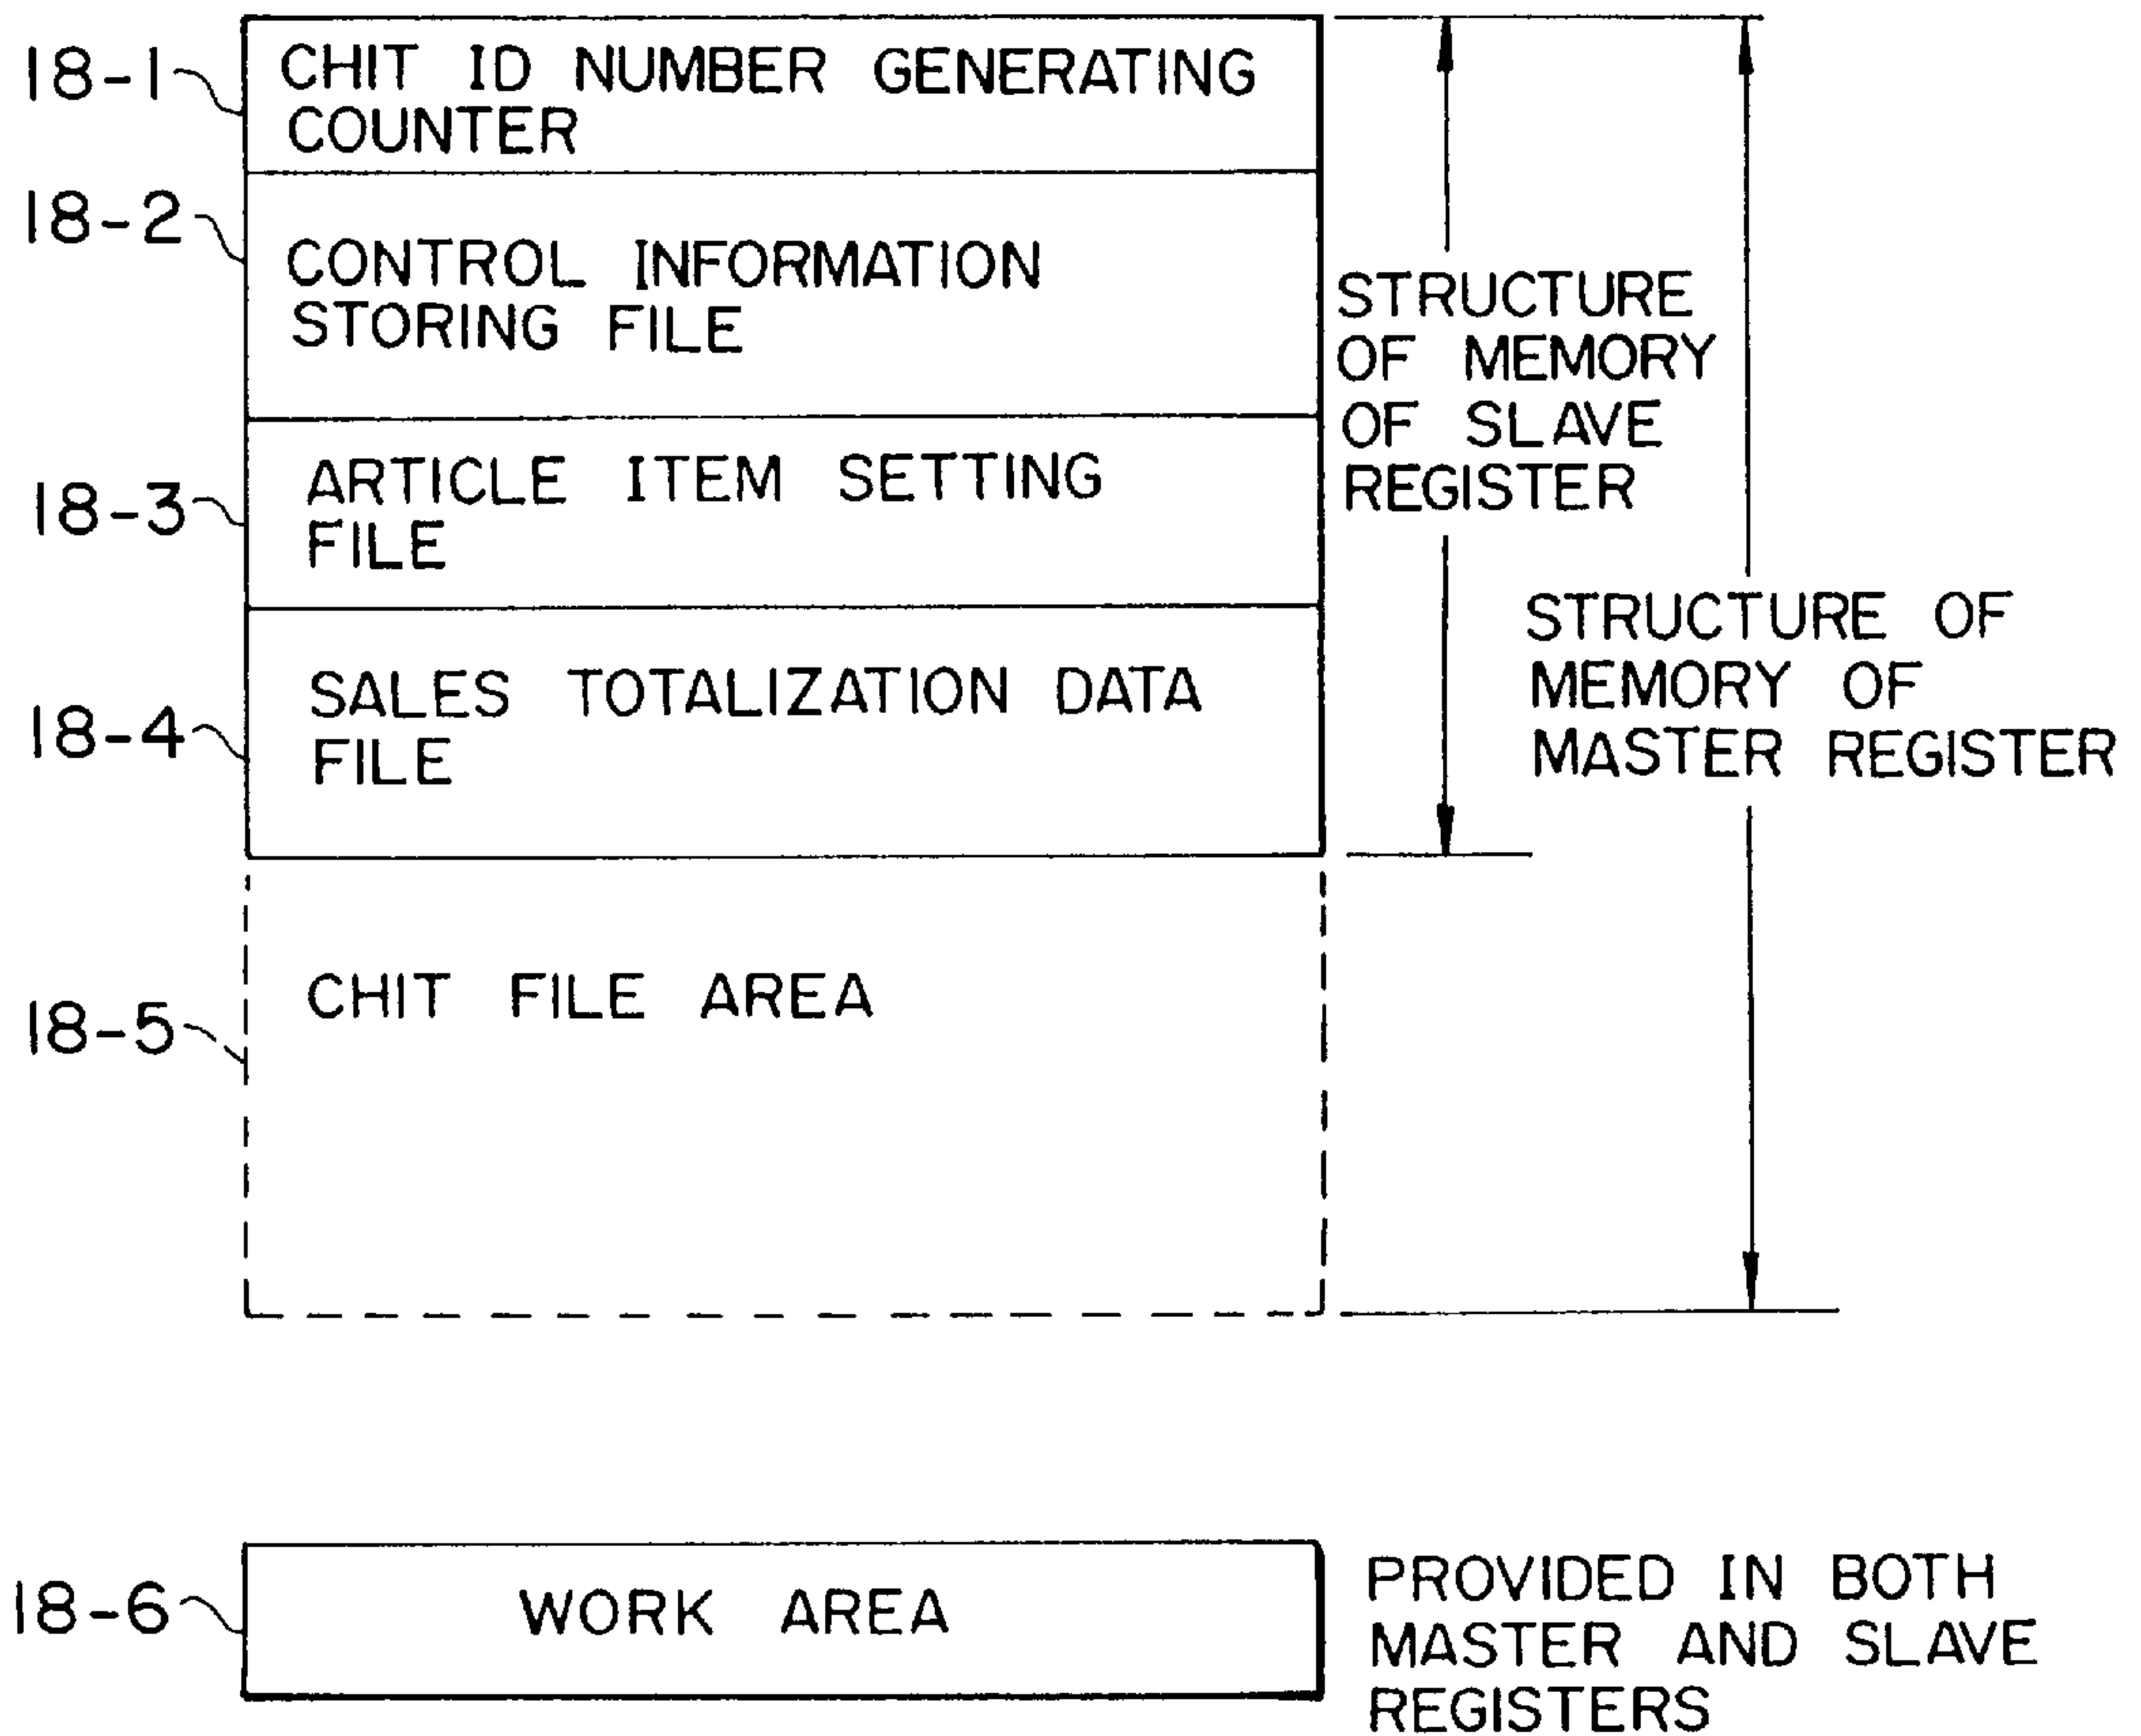 18-1
CHIT ID NUMBER GENERATING
COUNTER
18-2
CONTROL INFORMATION
STORING FILE
18-3
ARTICLE ITEM SETTING
FILE
18-4
SALES TOTALIZATION DATA
FILE
18-5
CHIT FILE AREA
STRUCTURE
OF MEMORY
OF SLAVE
REGISTER
STRUCTURE OF
MEMORY OF
MASTER REGISTER
18-6
WORK AREA
PROVIDED IN BOTH
MASTER AND SLAVE
REGISTERS